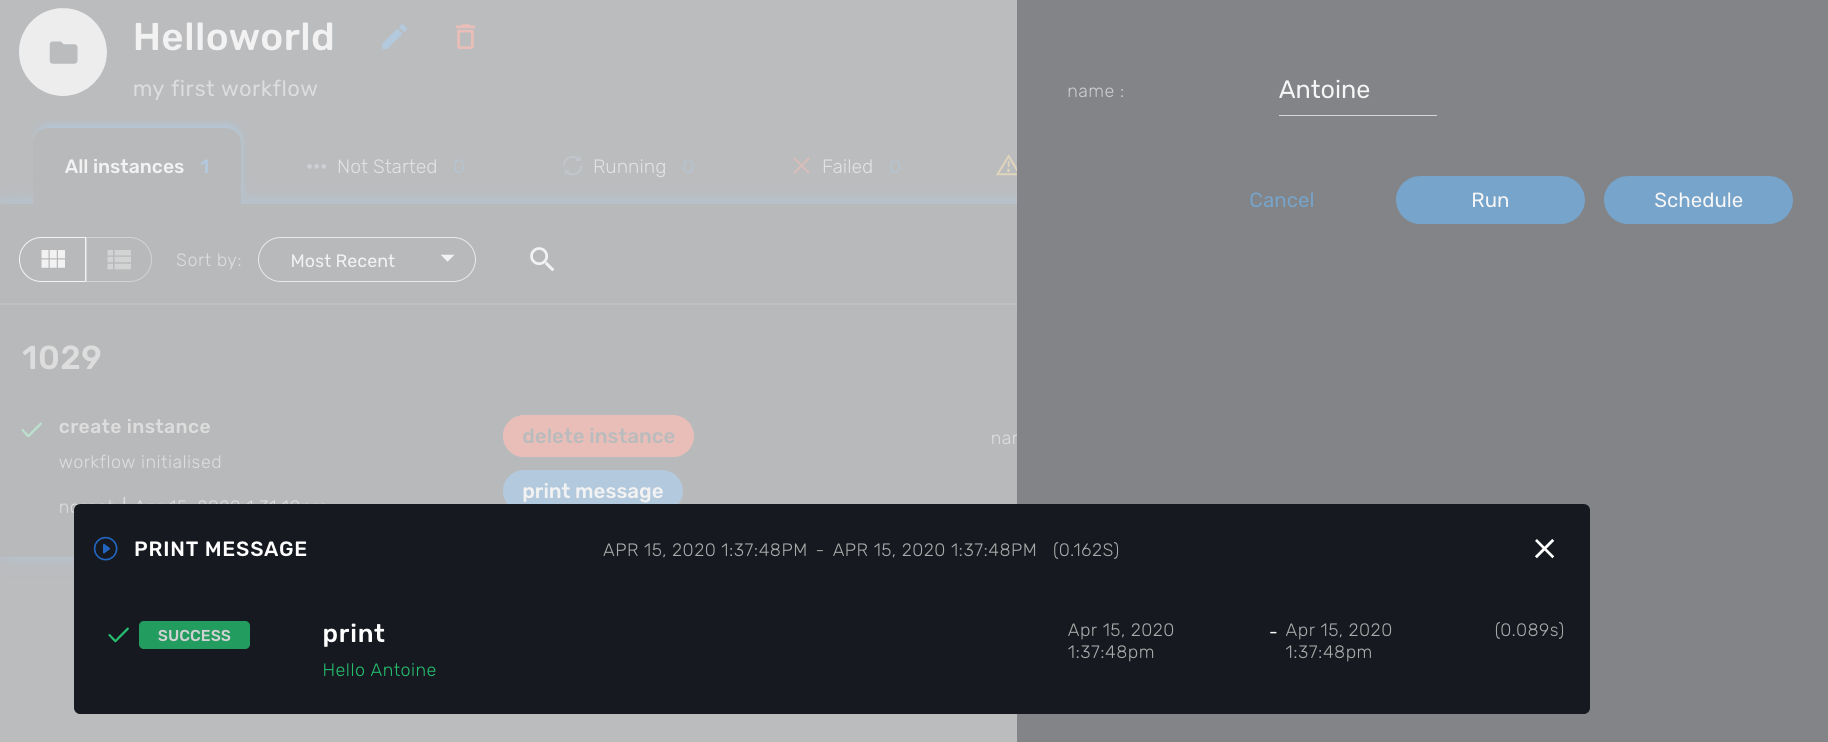 Helloworld
my first workflow
name :
Antoine
All instances 1
Not Started 0
Running 0
Failed 0
Cancel
Run
Schedule
Sort by:
Most Recent
1029
create instance
delete instance
workflow initialised
print message
PRINT MESSAGE
APR 15, 2020 1:37:48PM - APR 15, 2020 1:37:48PM (0.162S)
SUCCESS
print
Apr 15, 2020
1:37:48pm
- Apr 15, 2020
1:37:48pm
(0.089s)
Hello Antoine